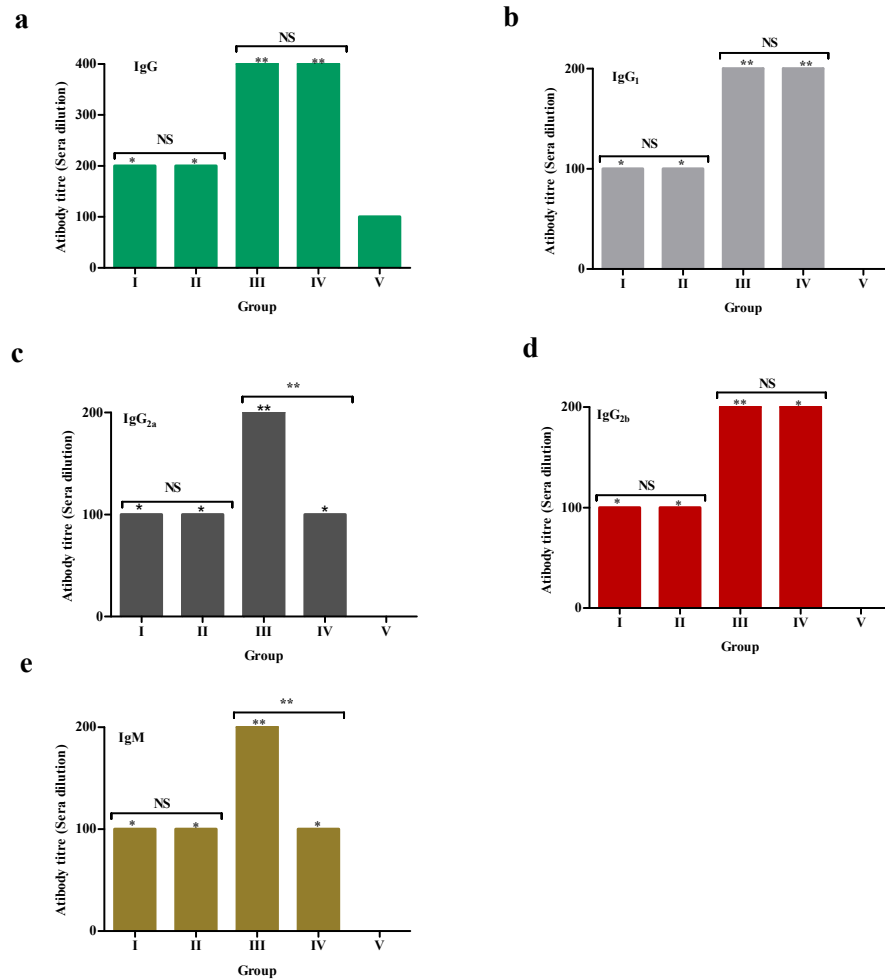 a
NS
IgG
**
**
400
300
NS
*
*
200
100
0
I II III IV V
Group
Atibody titre (Sera dilution)
b
NS
IgG1
**
**
200
NS
*
*
100
0
I II III IV V
Group
Atibody titre (Sera dilution)
c
**
IgG2a
**
200
NS
*
*
*
100
0
I II III IV V
Group
Atibody titre (Sera dilution)
d
NS
IgG2b
**
*
200
NS
*
*
100
0
I II III IV V
Group
Atibody titre (Sera dilution)
e
**
IgM
**
200
NS
*
*
*
100
0
I II III IV V
Group
Atibody titre (Sera dilution)